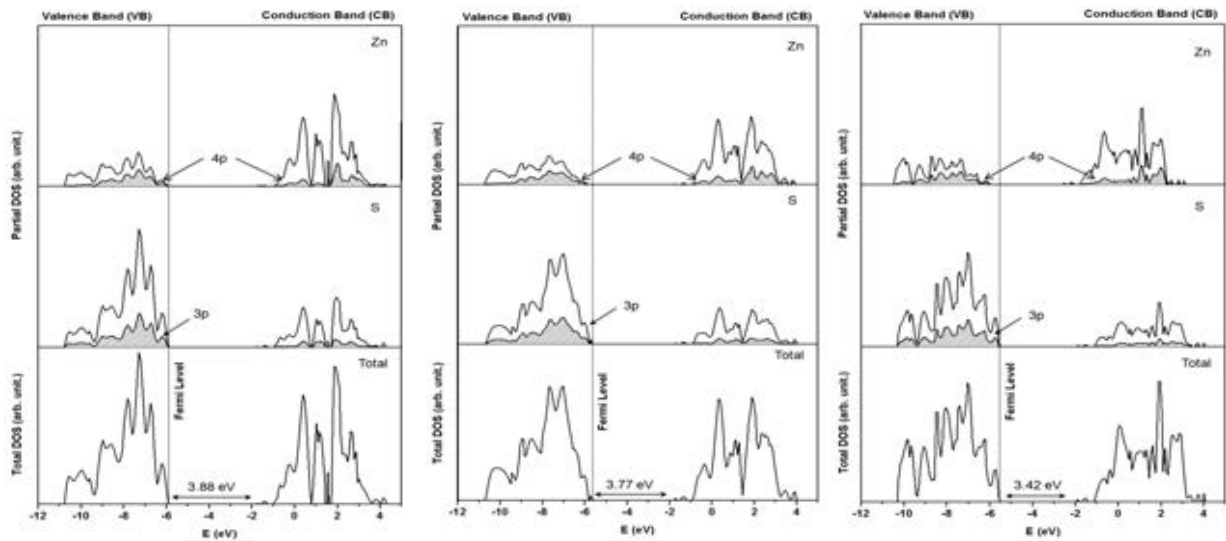 Valence Band (VB) Conduction Band (CB)
Zn
4p
Partial DOS (arb. unit.)
S
3p
Total
Fermi Level
Total DOS (arb. unit.)
3.88 eV
-12 -10 -8 -6 -4 -2 0 2 4
E (eV)
Valence Band (VB) Conduction Band (CB)
Zn
4p
Partial DOS (arb. unit.)
S
3p
Total
Fermi Level
Total DOS (arb. unit.)
3.77 eV
-12 -10 -8 -6 -4 -2 0 2 4
E (eV)
Valence Band (VB) Conduction Band (CB)
Zn
4p
Partial DOS (arb. unit.)
S
3p
Total
Fermi Level
Total DOS (arb. unit.)
3.42 eV
-12 -10 -8 -6 -4 -2 0 2 4
E (eV)